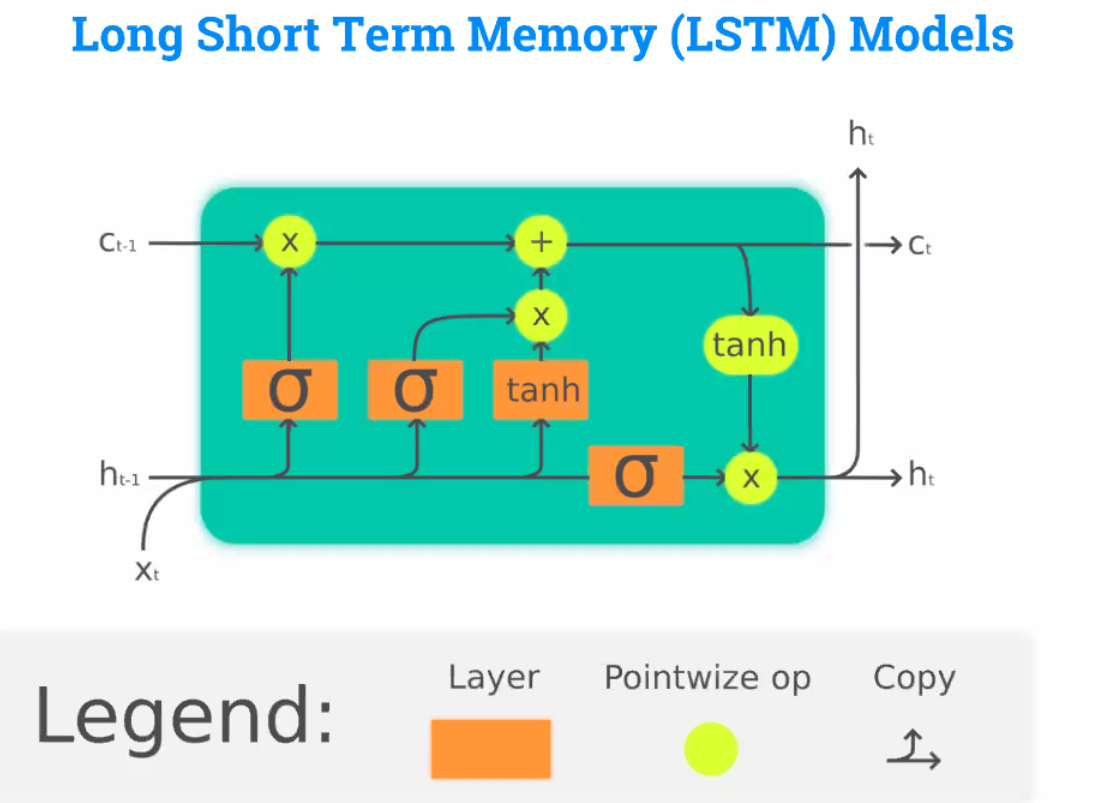 Long Short Term Memory (LSTM) Models
hₜ
Cₜ₋₁ x + Cₜ
x
tanh
σ σ tanh
hₜ₋₁ σ x hₜ
Xₜ
Legend: Layer Pointwize op Copy